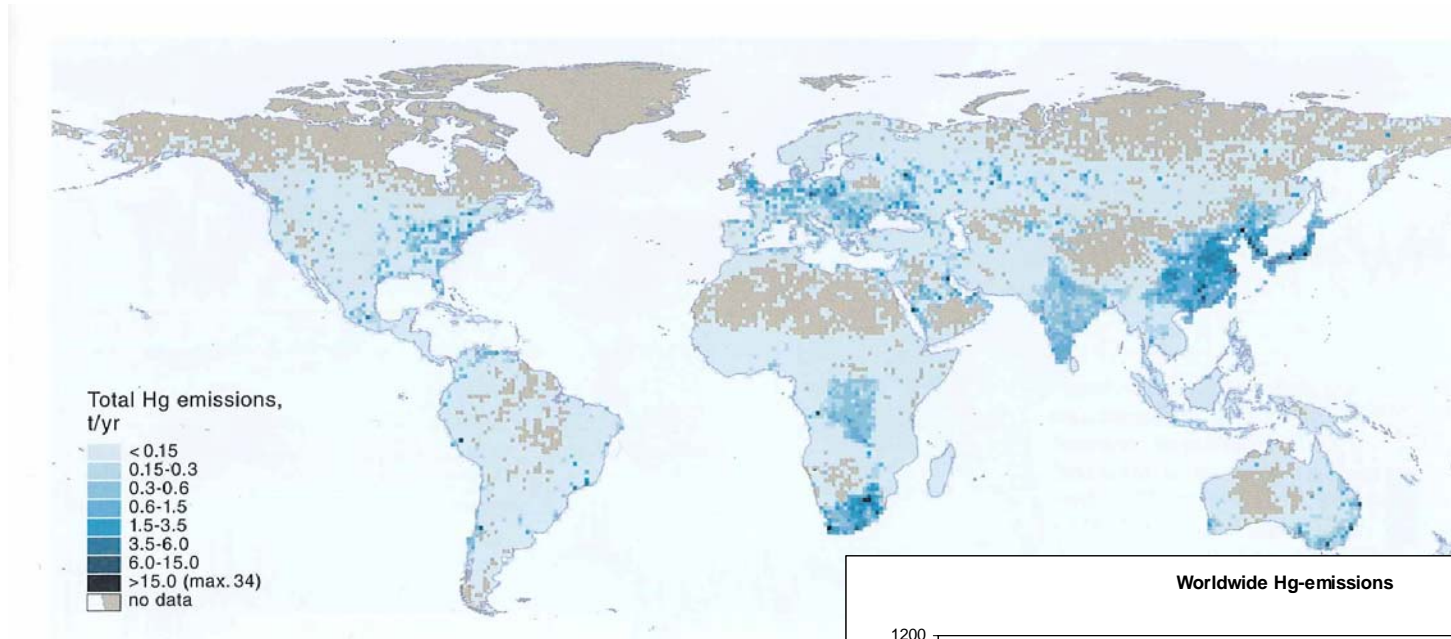 Total Hg emissions,
t/yr
< 0.15
0.15-0.3
0.3-0.6
0.6-1.5
1.5-3.5
3.5-6.0
6.0-15.0
>15.0 (max. 34)
no data
Worldwide Hg-emissions
1200